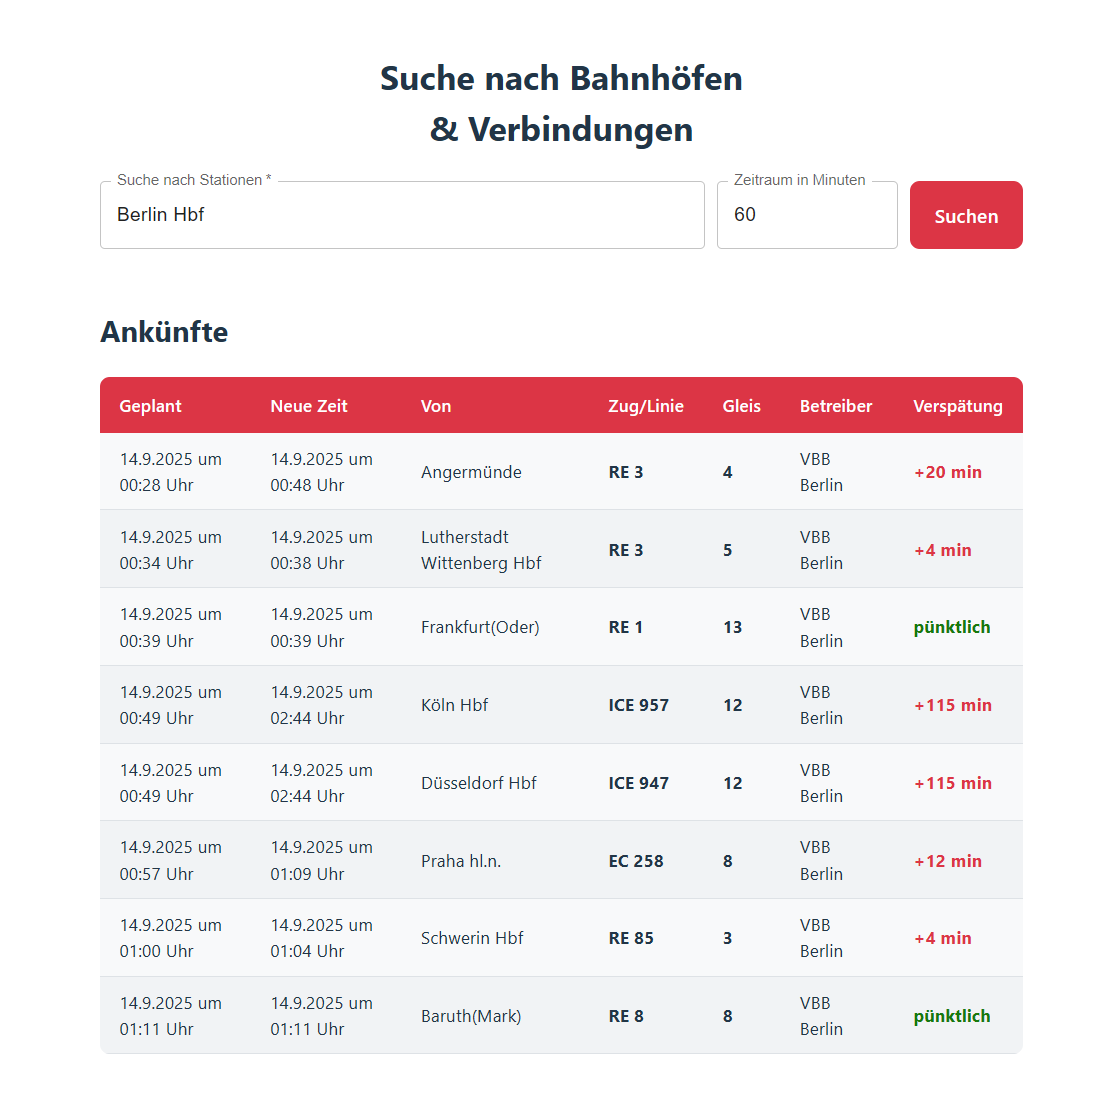 Suche nach Bahnhöfen
& Verbindungen
Suche nach Stationen *
Zeitraum in Minuten
Berlin Hbf
60
Suchen
Ankünfte
Geplant Neue Zeit Von Zug/Linie Gleis Betreiber Verspätung
14.9.2025 um 14.9.2025 um VBB
Angermünde RE 3 4 +20 min
00:28 Uhr 00:48 Uhr Berlin
14.9.2025 um 14.9.2025 um Lutherstadt VBB
RE 3 5 +4 min
00:34 Uhr 00:38 Uhr Wittenberg Hbf Berlin
14.9.2025 um 14.9.2025 um VBB
Frankfurt(Oder) RE 1 13 pünktlich
00:39 Uhr 00:39 Uhr Berlin
14.9.2025 um 14.9.2025 um VBB
Köln Hbf ICE 957 12 +115 min
00:49 Uhr 02:44 Uhr Berlin
14.9.2025 um 14.9.2025 um VBB
Düsseldorf Hbf ICE 947 12 +115 min
00:49 Uhr 02:44 Uhr Berlin
14.9.2025 um 14.9.2025 um VBB
Praha hl.n. EC 258 8 +12 min
00:57 Uhr 01:09 Uhr Berlin
14.9.2025 um 14.9.2025 um VBB
Schwerin Hbf RE 85 3 +4 min
01:00 Uhr 01:04 Uhr Berlin
14.9.2025 um 14.9.2025 um VBB
Baruth(Mark) RE 8 8 pünktlich
01:11 Uhr 01:11 Uhr Berlin